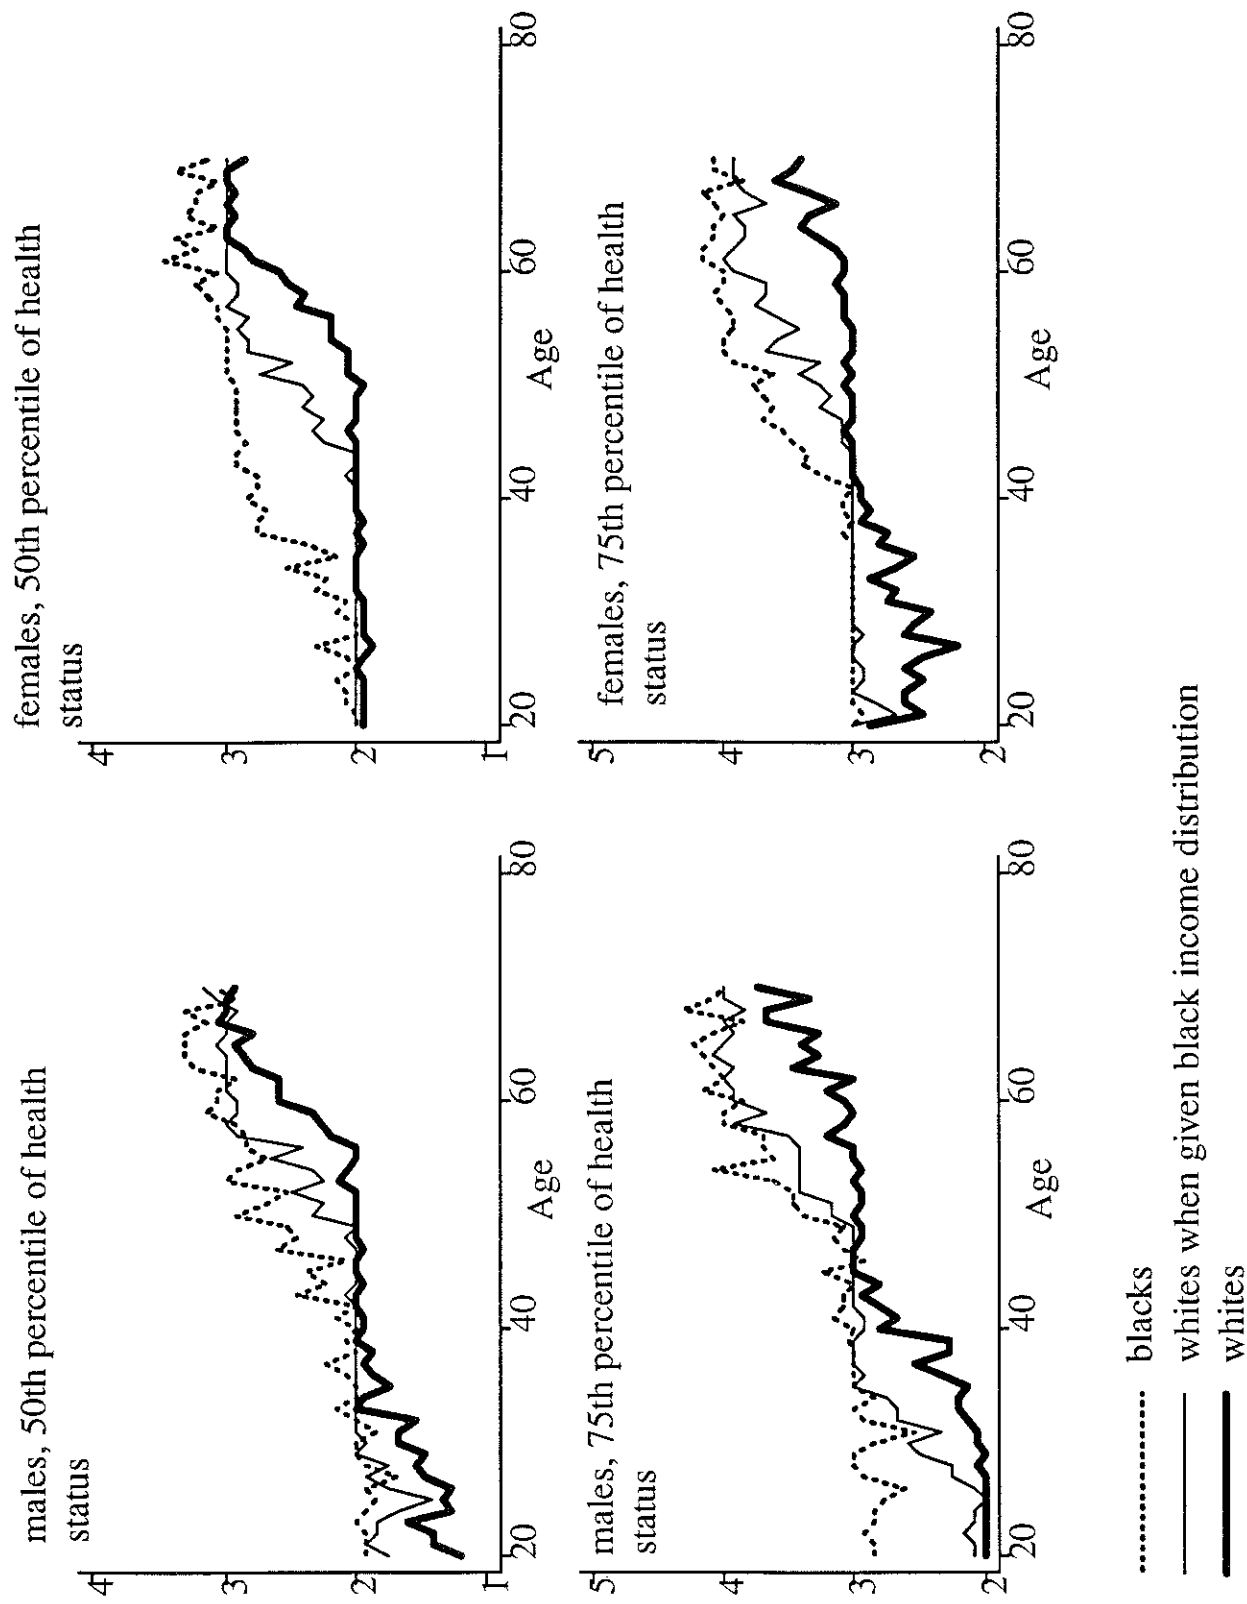 males, 50th percentile of health
status
4
3
2
1
20
40
60
80
Age
females, 50th percentile of health
status
4
3
2
1
20
40
60
80
Age
males, 75th percentile of health
status
5
4
3
2
20
40
60
80
Age
females, 75th percentile of health
status
5
4
3
2
20
40
60
80
Age
blacks
whites when given black income distribution
whites